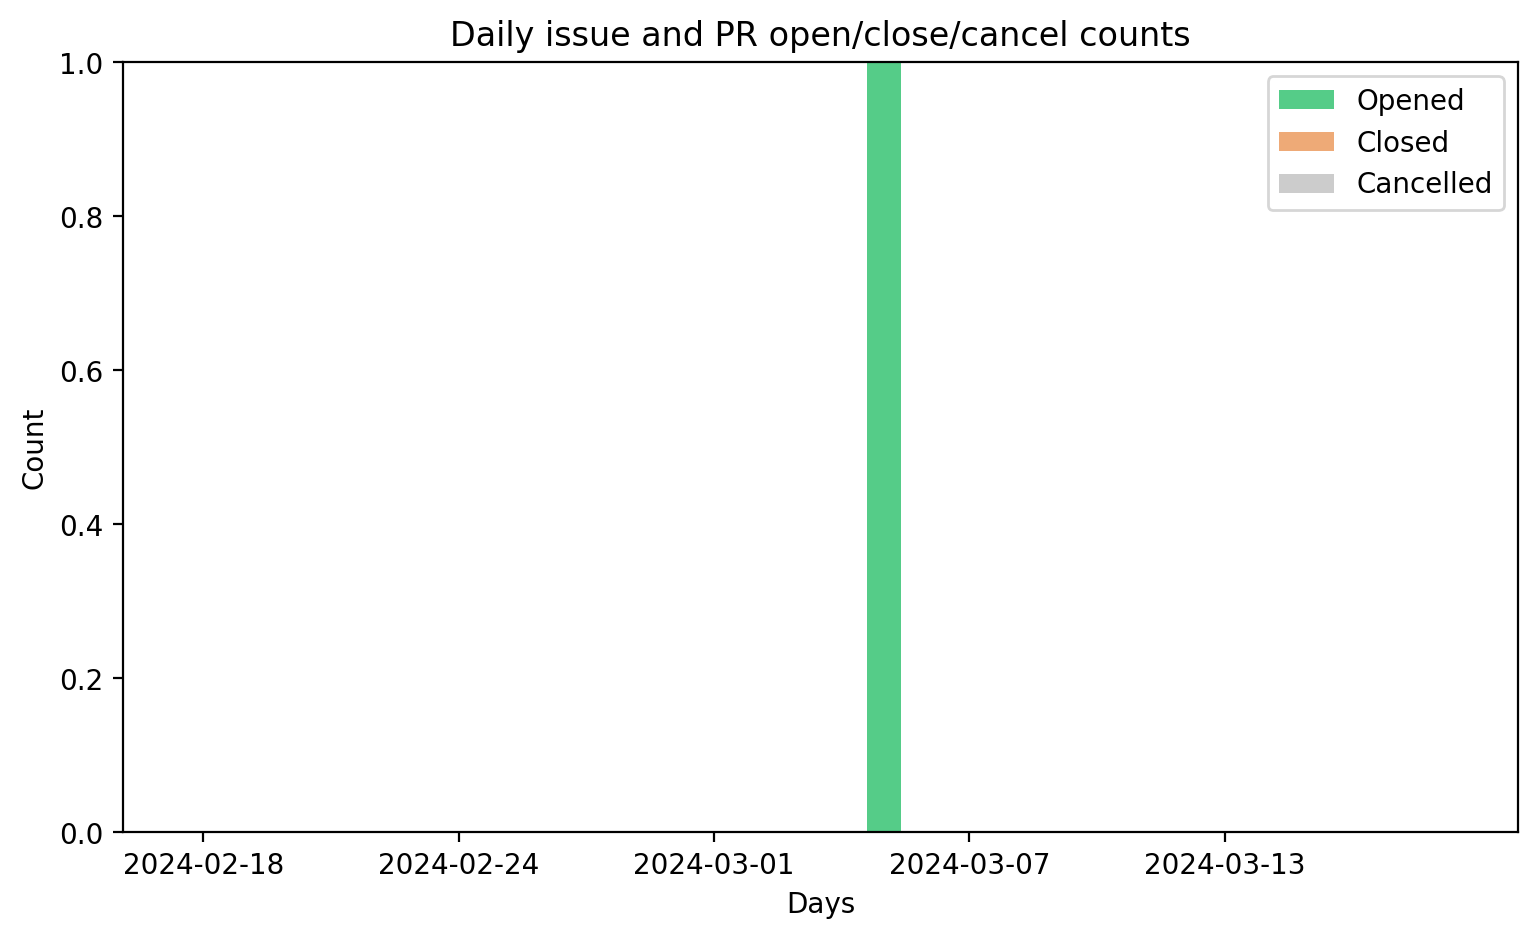 Daily issue and PR open/close/cancel counts
1.0
0.8
0.6
0.4
0.2
0.0
Count
Opened
Closed
Cancelled
2024-02-18
2024-02-24
2024-03-01
2024-03-07
2024-03-13
Days